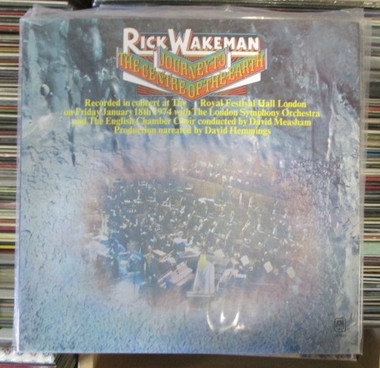 RICK WAKEMAN
JOURNEY TO
THE CENTRE OF THE EARTH
Recorded in concert at The Royal Festival Hall London
on Friday January 18th 1974 with The London Symphony Orchestra
and The English Chamber Choir conducted by David Measham
Production narrated by David Hemmings